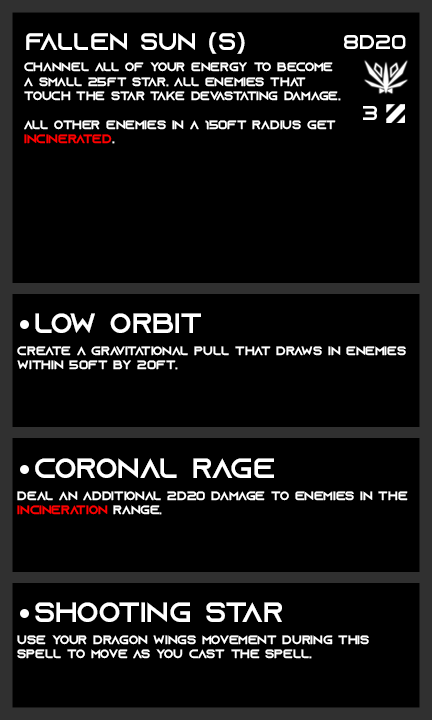 FALLEN SUN (S) 8D20
CHANNEL ALL OF YOUR ENERGY TO BECOME
A SMALL 25FT STAR. ALL ENEMIES THAT
TOUCH THE STAR TAKE DEVASTATING DAMAGE.
3
ALL OTHER ENEMIES IN A 150FT RADIUS GET
INCINERATED.
•LOW ORBIT
CREATE A GRAVITATIONAL PULL THAT DRAWS IN ENEMIES
WITHIN 50FT BY 20FT.
•CORONAL RAGE
DEAL AN ADDITIONAL 2D20 DAMAGE TO ENEMIES IN THE
INCINERATION RANGE.
•SHOOTING STAR
USE YOUR DRAGON WINGS MOVEMENT DURING THIS
SPELL TO MOVE AS YOU CAST THE SPELL.